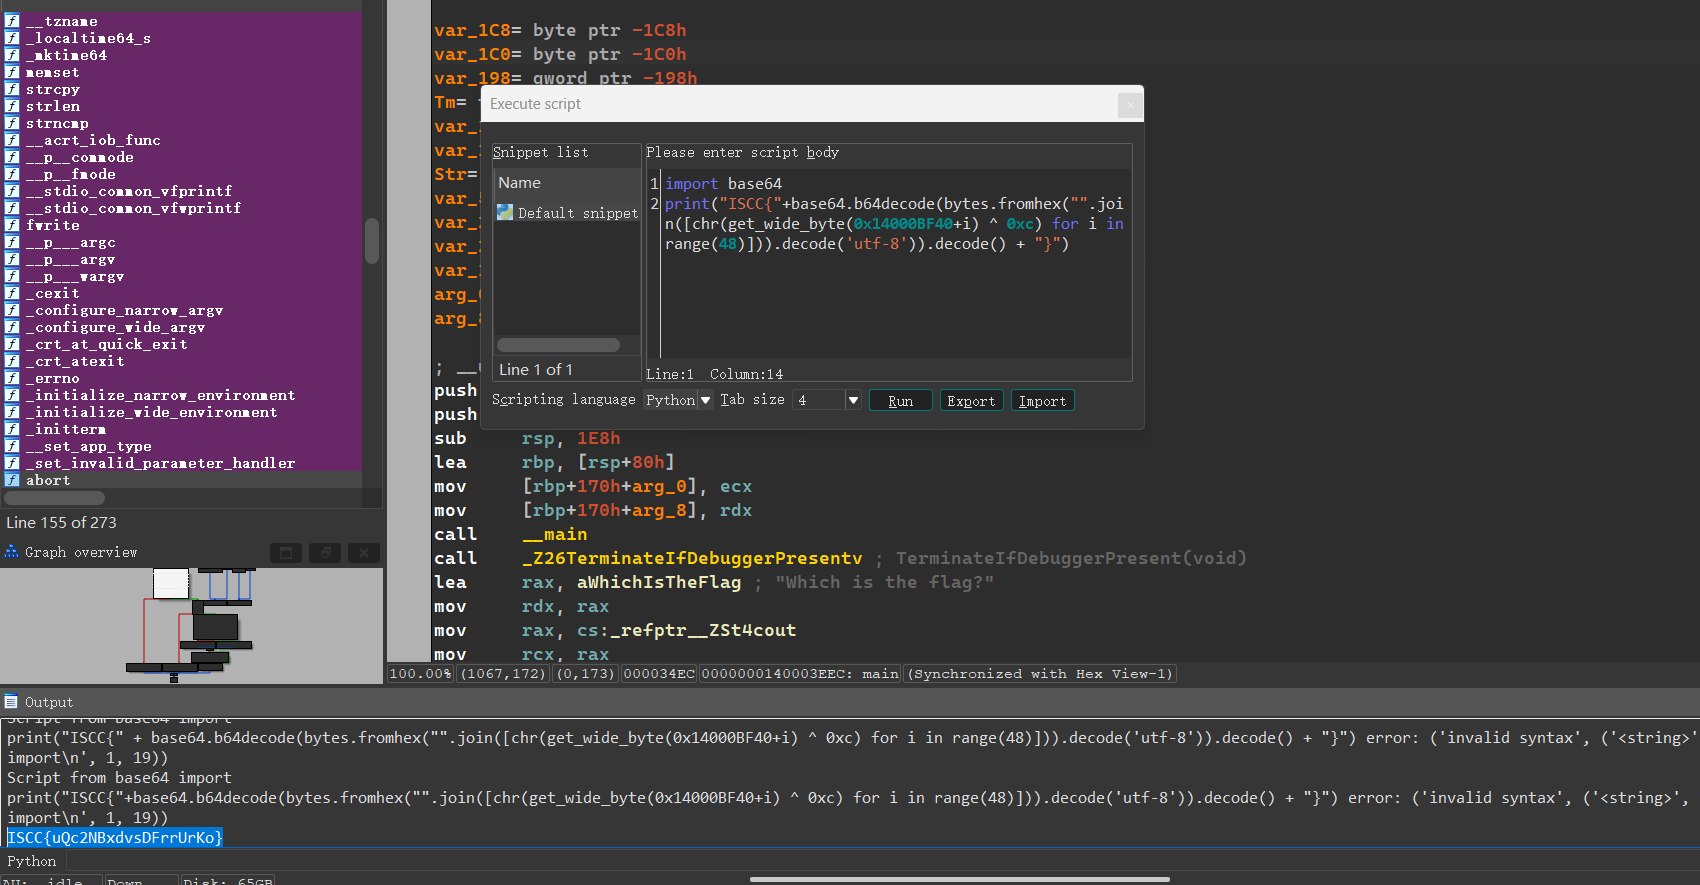 __tzname
_localtime64_s
_mktime64
memset
strcpy
strlen
strncmp
__acrt_iob_func
__p__commode
__p__fmode
__stdio_common_vfprintf
__stdio_common_vfwprintf
fwrite
__p___argc
__p___argv
__p___wargv
_cexit
_configure_narrow_argv
_configure_wide_argv
_crt_at_quick_exit
_crt_atexit
_errno
_initialize_narrow_environment
_initialize_wide_environment
_initterm
__set_app_type
_set_invalid_parameter_handler
abort
Line 155 of 273
Graph overview
var_1C8= byte ptr -1C8h
var_1C0= byte ptr -1C0h
var_198= qword ptr -198h
Tm=
var_
var_
Str=
var_
var_
var_
var_
arg_
arg_
Execute script
Snippet list
Name
Default snippet
Line 1 of 1
Please enter script body
1 import base64
2 print("ISCC{"+base64.b64decode(bytes.fromhex("".joi
n([chr(get_wide_byte(0x14000BF40+i) ^ 0xc) for i in
range(48)])).decode('utf-8')).decode() + "}")
Line:1 Column:14
Scripting language Python Tab size 4 Run Export Import
push
push
sub rsp, 1E8h
lea rbp, [rsp+80h]
mov [rbp+170h+arg_0], ecx
mov [rbp+170h+arg_8], rdx
call __main
call _Z26TerminateIfDebuggerPresentv ; TerminateIfDebuggerPresent(void)
lea rax, aWhichIsTheFlag ; "Which is the flag?"
mov rdx, rax
mov rax, cs:_refptr__ZSt4cout
mov rcx, rax
100.00% (1067,172) (0,173) 000034EC 0000000140003EEC: main (Synchronized with Hex View-1)
Output
Script from base64 import
print("ISCC{" + base64.b64decode(bytes.fromhex("".join([chr(get_wide_byte(0x14000BF40+i) ^ 0xc) for i in range(48)])).decode('utf-8')).decode() + "}") error: ('invalid syntax', ('<string>'
import\n', 1, 19))
Script from base64 import
print("ISCC{"+base64.b64decode(bytes.fromhex("".join([chr(get_wide_byte(0x14000BF40+i) ^ 0xc) for i in range(48)])).decode('utf-8')).decode() + "}") error: ('invalid syntax', ('<string>',
import\n', 1, 19))
ISCC{uQc2NBxdvsDFrrUrKo}
Python
AU: idle Down Disk: 65GB